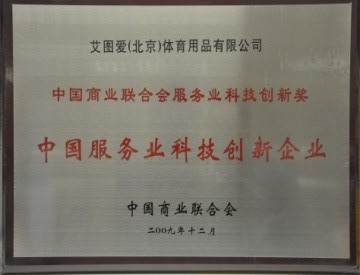 艾图爱(北京)体育用品有限公司
中国商业联合会服务业科技创新奖
中国服务业科技创新企业
中国商业联合会
二00九年十二月